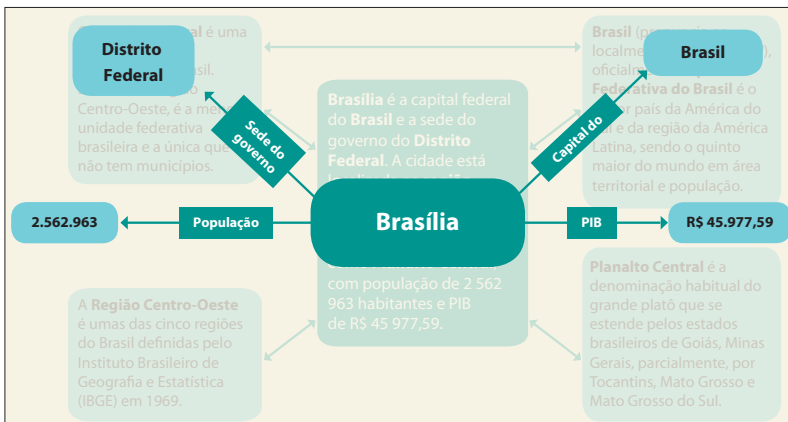 Distrito
Federal
Brasil
Sede do
governo
Capital do
2.562.963
População
Brasília
PIB
R$ 45.977,59
al é uma
sil.
Centro-Oeste, é a
unidade federativa
brasileira e a única que
não tem municípios.
Brasília é a capital federal
do Brasil e a sede do
governo do Distrito
Federal. A cidade está
com população de 2 562
963 habitantes e PIB
de R$ 45 977,59.
Brasil
localme
oficialm
Federativa do Brasil é o
país da América do
e da região da América
Latina, sendo o quinto
maior do mundo em área
territorial e população.
A Região Centro-Oeste
é umas das cinco regiões
do Brasil definidas pelo
Instituto Brasileiro de
Geografia e Estatística
(IBGE) em 1969.
Planalto Central é a
denominação habitual do
grande platô que se
estende pelos estados
brasileiros de Goiás, Minas
Gerais, parcialmente, por
Tocantins, Mato Grosso e
Mato Grosso do Sul.